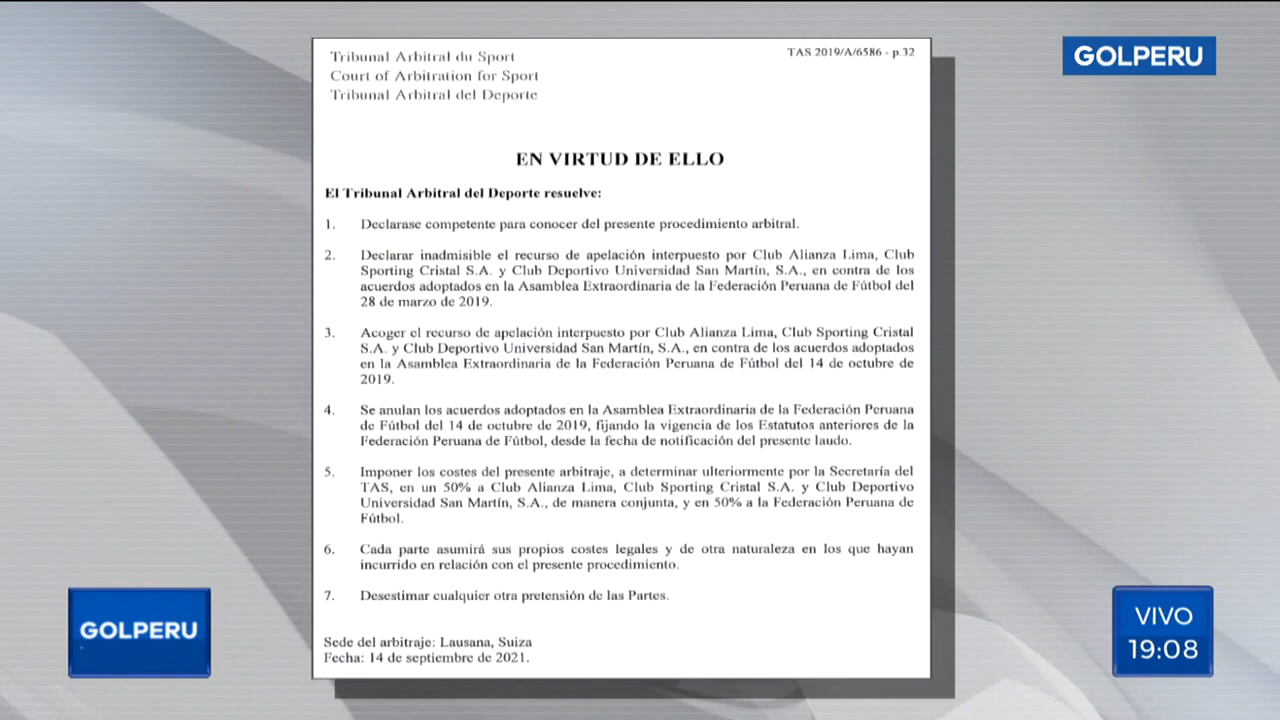 Tribunal Arbitral du Sport
Court of Arbitration for Sport
Tribunal Arbitral del Deporte
TAS 2019/A/6586 - p.32
GOLPERU
EN VIRTUD DE ELLO
El Tribunal Arbitral del Deporte resuelve:
1. Declarase competente para conocer del presente procedimiento arbitral.
2. Declarar inadmisible el recurso de apelación interpuesto por Club Alianza Lima, Club
Sporting Cristal S.A. y Club Deportivo Universidad San Martín, S.A., en contra de los
acuerdos adoptados en la Asamblea Extraordinaria de la Federación Peruana de Fútbol del
28 de marzo de 2019.
3. Acoger el recurso de apelación interpuesto por Club Alianza Lima, Club Sporting Cristal
S.A. y Club Deportivo Universidad San Martín, S.A., en contra de los acuerdos adoptados
en la Asamblea Extraordinaria de la Federación Peruana de Fútbol del 14 de octubre de
2019.
4. Se anulan los acuerdos adoptados en la Asamblea Extraordinaria de la Federación Peruana
de Fútbol del 14 de octubre de 2019, fijando la vigencia de los Estatutos anteriores de la
Federación Peruana de Fútbol, desde la fecha de notificación del presente laudo.
5. Imponer los costes del presente arbitraje, a determinar ulteriormente por la Secretaría del
TAS, en un 50% a Club Alianza Lima, Club Sporting Cristal S.A. y Club Deportivo
Universidad San Martín, S.A., de manera conjunta, y en 50% a la Federación Peruana de
Fútbol.
6. Cada parte asumirá sus propios costes legales y de otra naturaleza en los que hayan
incurrido en relación con el presente procedimiento.
7. Desestimar cualquier otra pretensión de las Partes.
Sede del arbitraje: Lausana, Suiza
Fecha: 14 de septiembre de 2021.
GOLPERU
VIVO
19:08